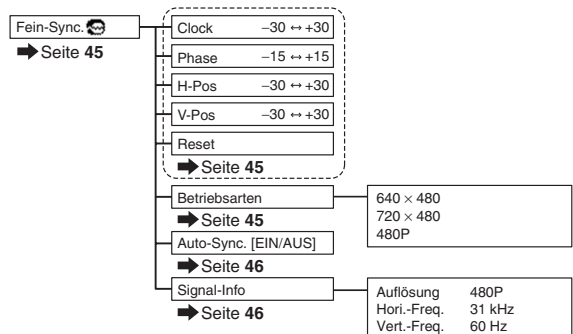 Fein-Sync.
Seite 45
Clock −30 ↔ +30
Phase −15 ↔ +15
H-Pos −30 ↔ +30
V-Pos −30 ↔ +30
Reset
Seite 45
Betriebsarten
Seite 45
640 × 480
720 × 480
480P
Auto-Sync. [EIN/AUS]
Seite 46
Signal-Info
Seite 46
Auflösung 480P
Hori.-Freq. 31 kHz
Vert.-Freq. 60 Hz